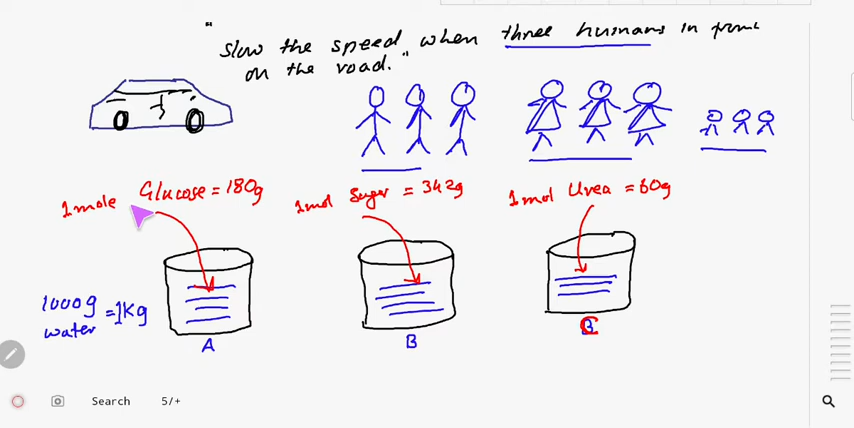 "
slow the speed when three humans in front
on the road."
1 mole Glucose = 180g
1 mol Sugar = 342g
1 mol Urea = 60g
1000g
water = 1Kg
A
B
C
Search 5/+